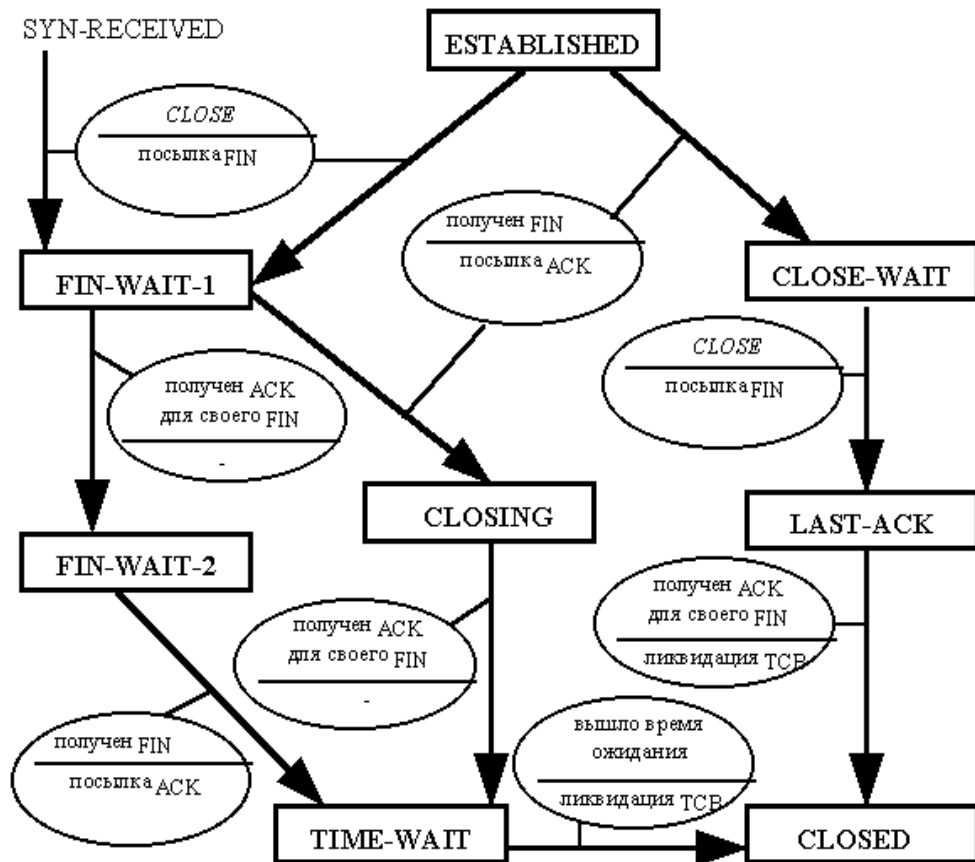 SYN-RECEIVED
ESTABLISHED
CLOSE
посылка FIN
получен FIN
посылка ACK
FIN-WAIT-1
CLOSE-WAIT
CLOSE
посылка FIN
получен ACK
для своего FIN
-
CLOSING
LAST-ACK
FIN-WAIT-2
получен ACK
для своего FIN
-
получен ACK
для своего FIN
ликвидация TCB
получен FIN
посылка ACK
вышло время
ожидания
ликвидация TCB
TIME-WAIT
CLOSED